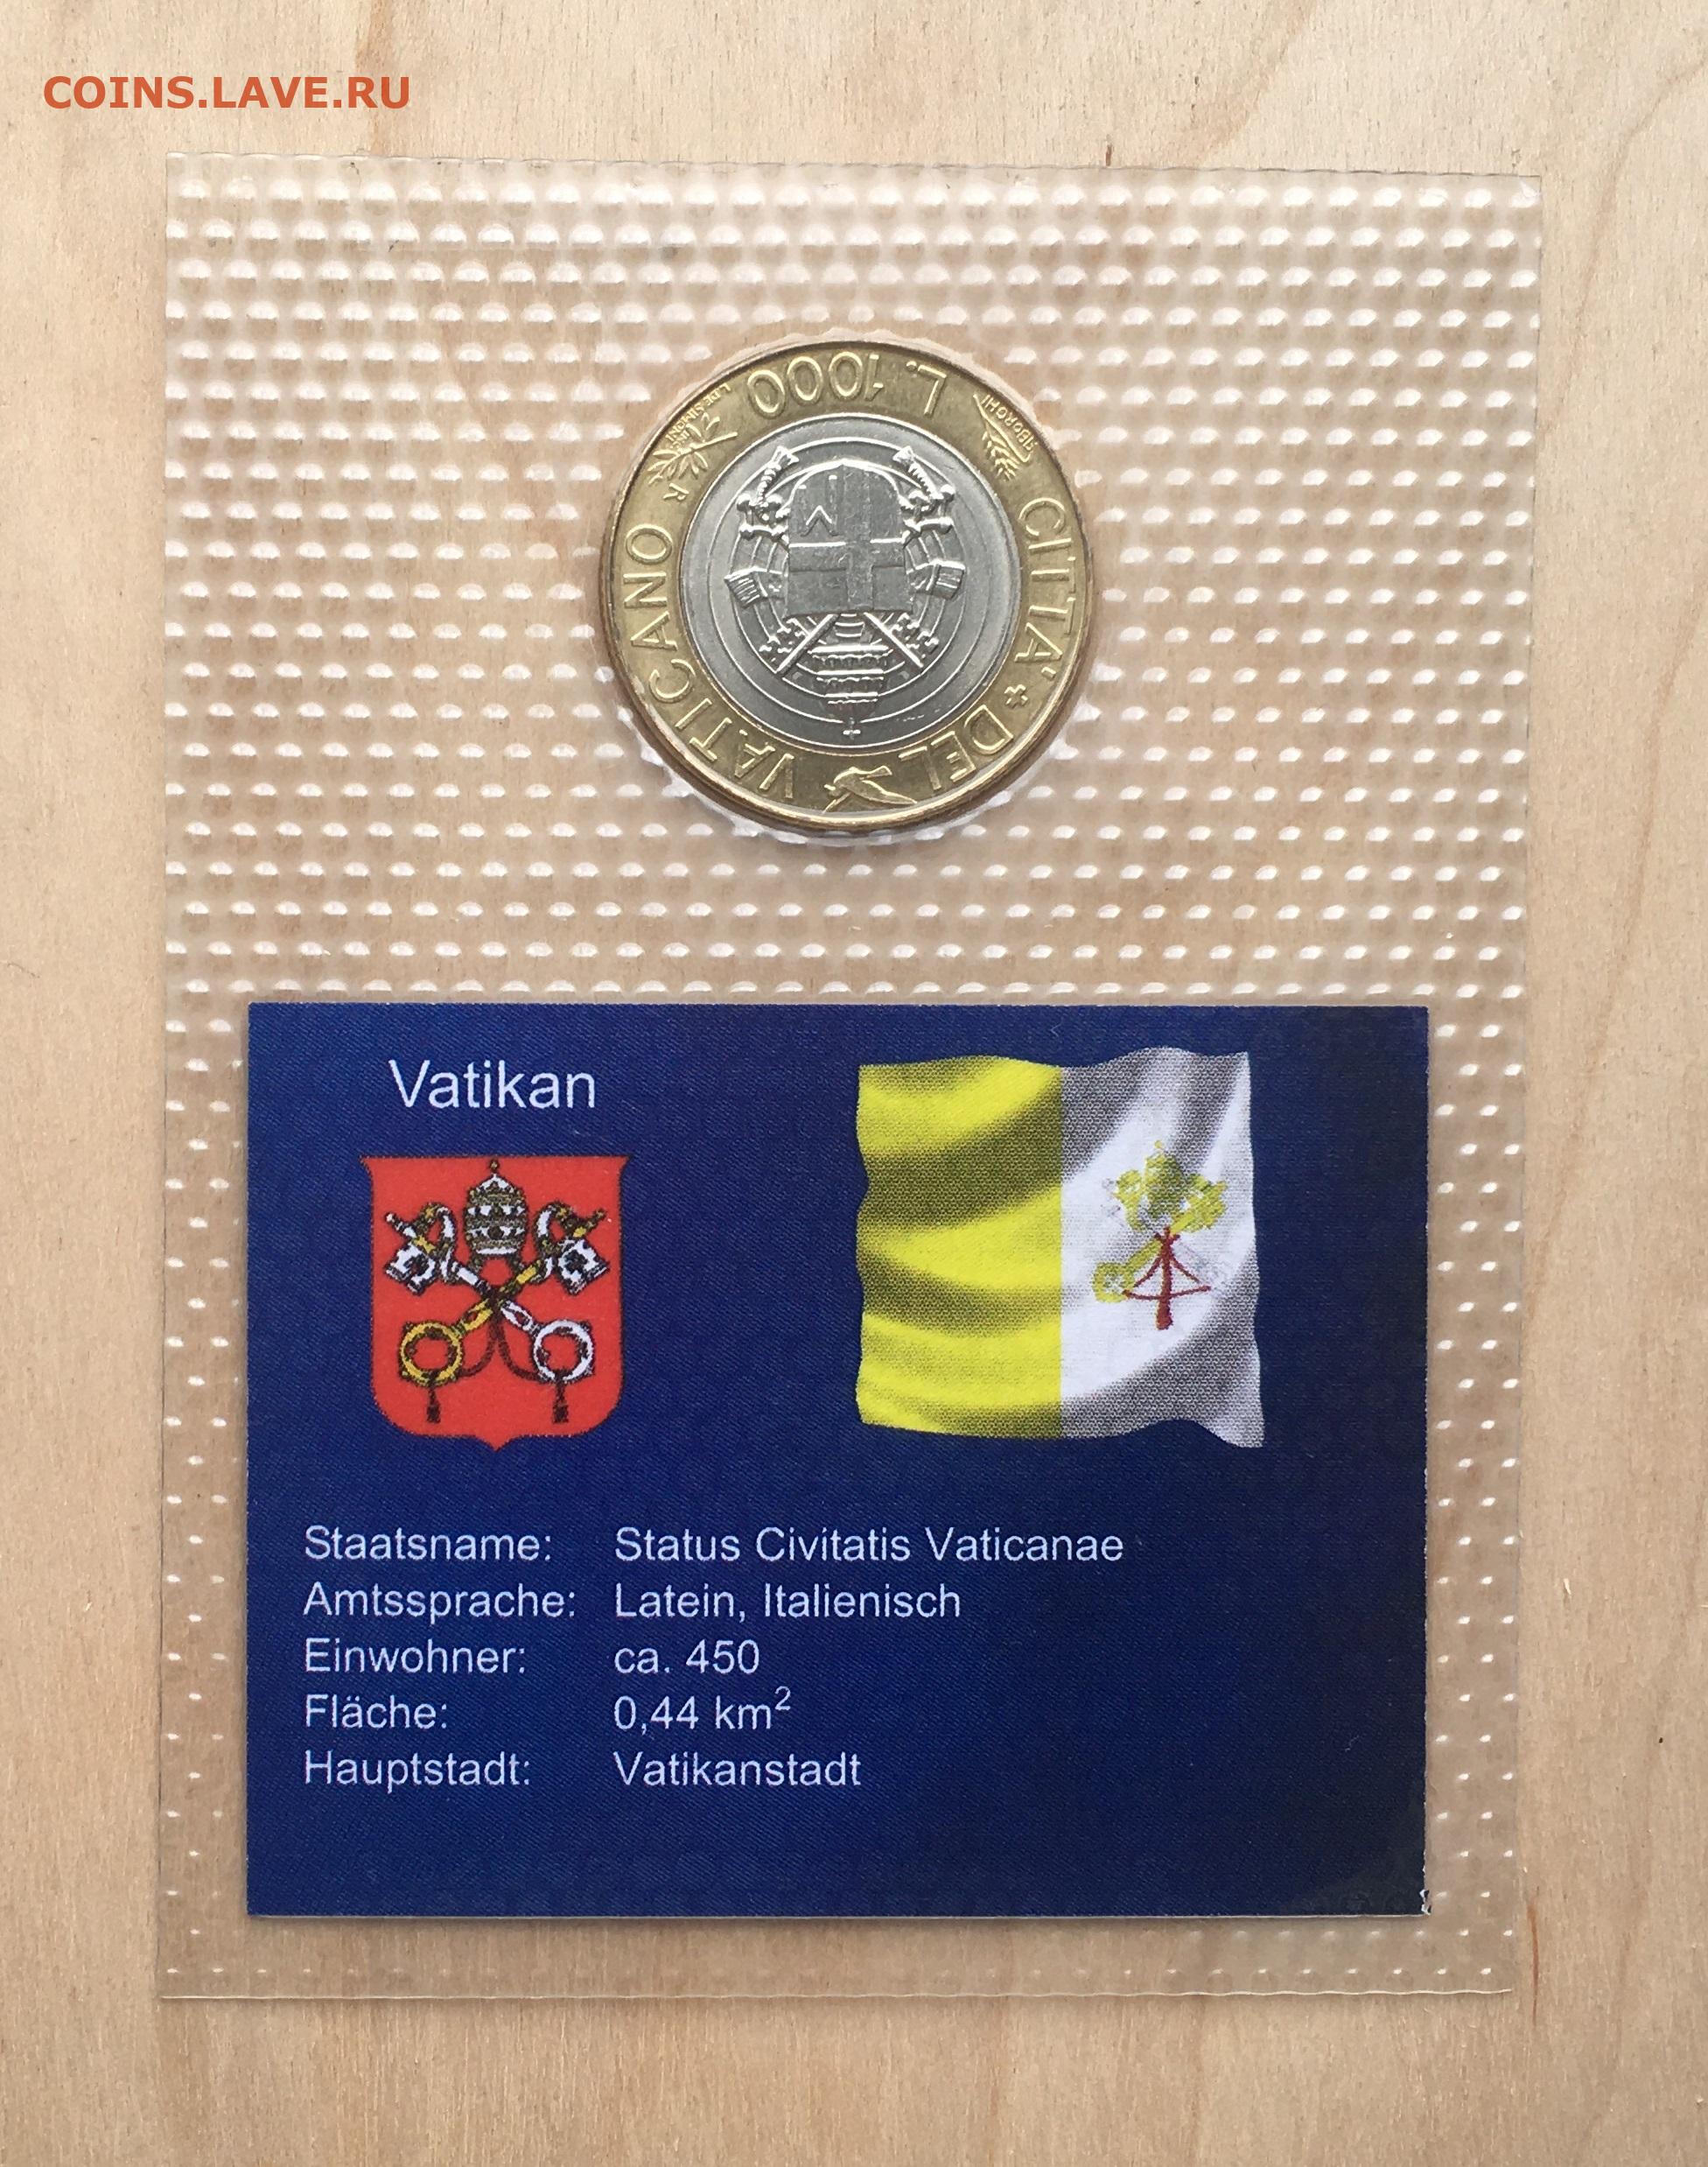 COINS.LAVE.RU
L. 1000
CITTA' DEL VATICANO
R
Vatikan
Staatsname: Status Civitatis Vaticanae
Amtssprache: Latein, Italienisch
Einwohner: ca. 450
Fläche: 0,44 km²
Hauptstadt: Vatikanstadt